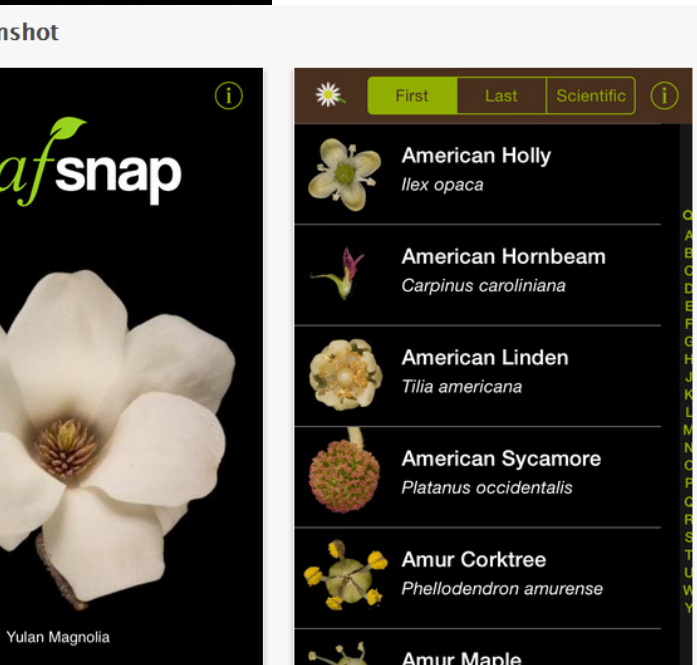 nshot
afsnap
Yulan Magnolia
First
Last
Scientific
American Holly
Ilex opaca
American Hornbeam
Carpinus caroliniana
American Linden
Tilia americana
American Sycamore
Platanus occidentalis
Amur Corktree
Phellodendron amurense
Amur Maple
A
B
C
D
E
F
G
H
J
K
L
M
N
O
P
Q
R
S
T
U
W
Y